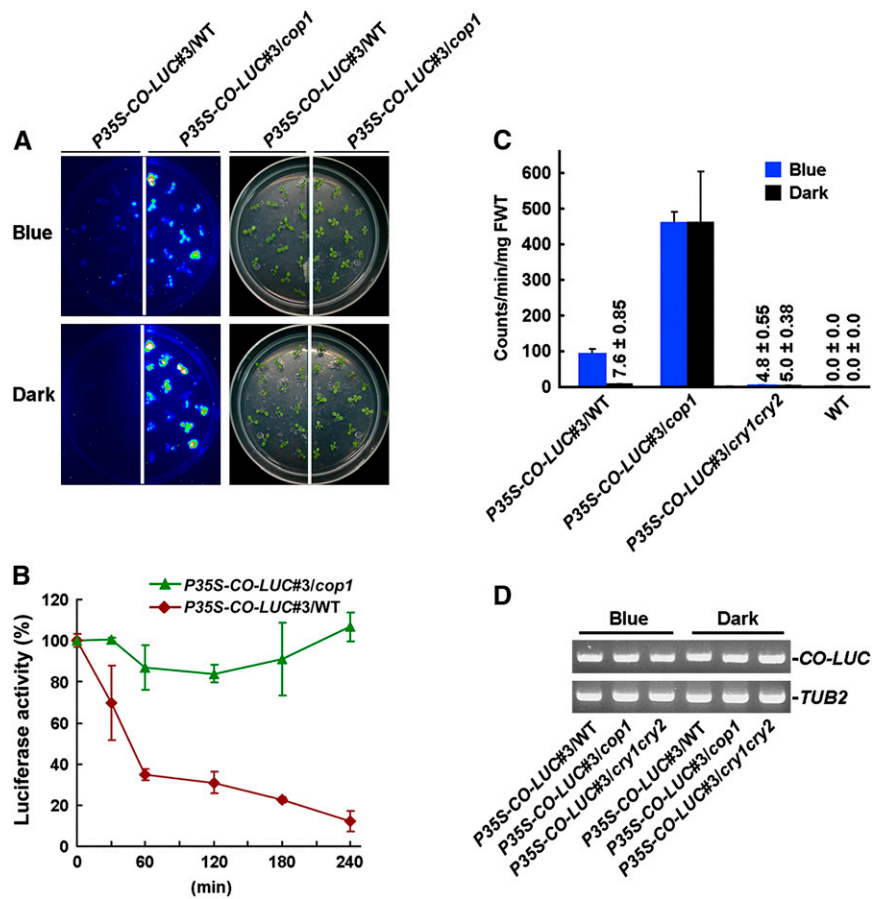 P35S-CO-LUC#3/WT
P35S-CO-LUC#3/cop1
P35S-CO-LUC#3/WT
P35S-CO-LUC#3/cop1
A
Blue
Dark
B
P35S-CO-LUC#3/cop1
P35S-CO-LUC#3/WT
Luciferase activity (%)
120
100
80
60
40
20
0
0 60 120 180 240
(min)
C
Blue
Dark
Counts/min/mg FWT
600
500
400
300
200
100
0
7.6 ± 0.85
4.8 ± 0.55
5.0 ± 0.38
0.0 ± 0.0
0.0 ± 0.0
P35S-CO-LUC#3/WT
P35S-CO-LUC#3/cop1
P35S-CO-LUC#3/cry1cry2
WT
D
Blue Dark
-CO-LUC
-TUB2
P35S-CO-LUC#3/WT
P35S-CO-LUC#3/cop1
P35S-CO-LUC#3/cry1cry2
P35S-CO-LUC#3/WT
P35S-CO-LUC#3/cop1
P35S-CO-LUC#3/cry1cry2